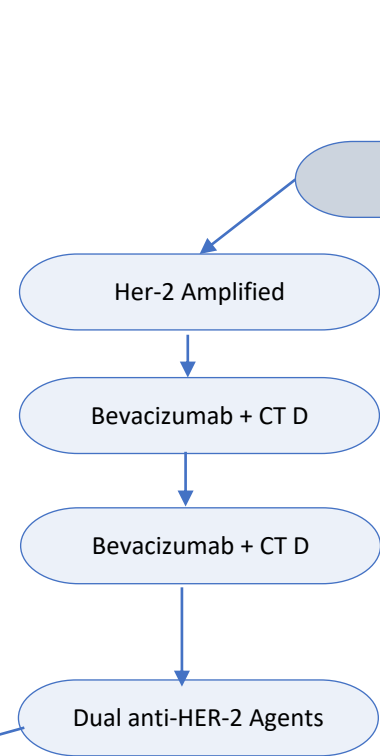 Her-2 Amplified
Bevacizumab + CT D
Bevacizumab + CT D
Dual anti-HER-2 Agents